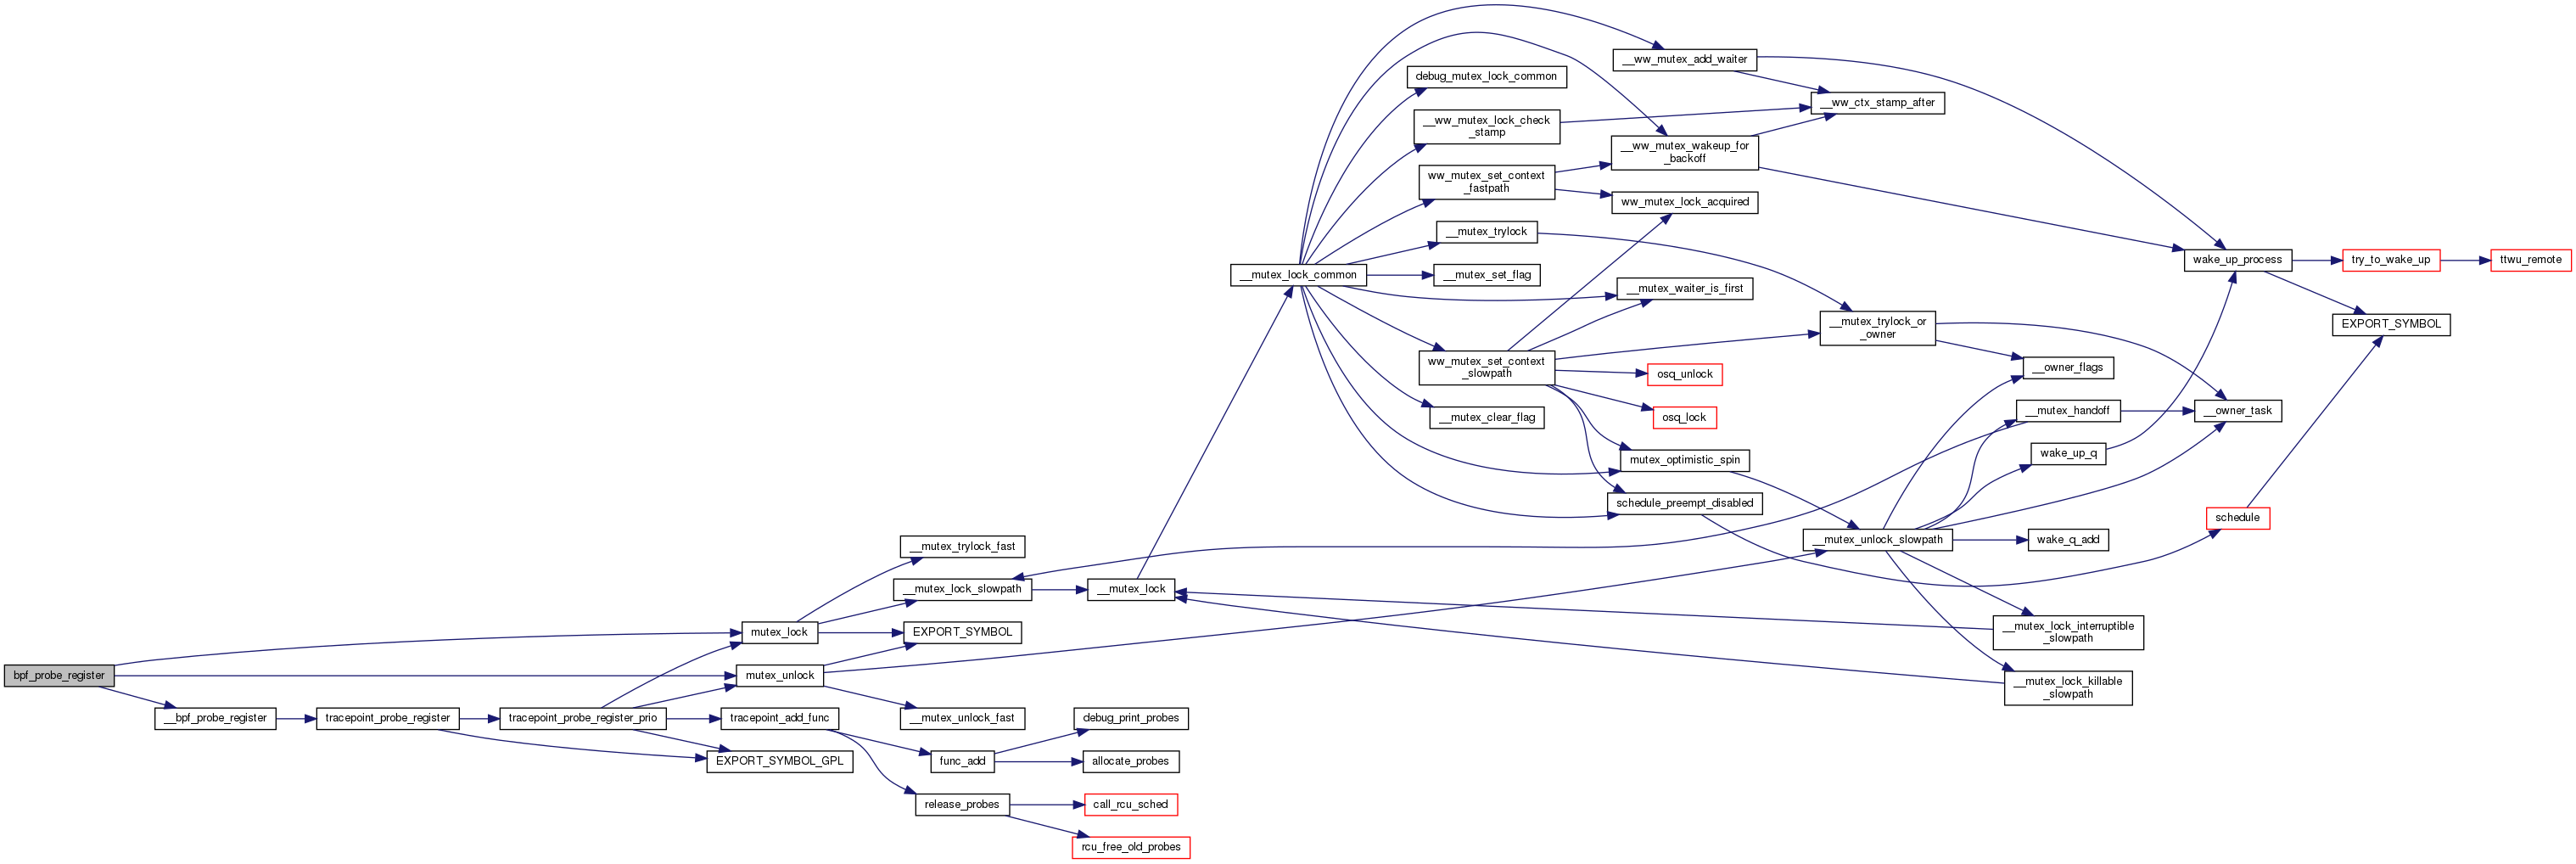 __ww_mutex_add_waiter
debug_mutex_lock_common
__ww_ctx_stamp_after
__ww_mutex_lock_check
_stamp
__ww_mutex_wakeup_for
_backoff
ww_mutex_set_context
_fastpath
ww_mutex_lock_acquired
__mutex_trylock
__mutex_lock_common
__mutex_set_flag
wake_up_process
try_to_wake_up
ttwu_remote
__mutex_waiter_is_first
__mutex_trylock_or
_owner
EXPORT_SYMBOL
ww_mutex_set_context
_slowpath
osq_unlock
__owner_flags
__mutex_clear_flag
osq_lock
__mutex_handoff
__owner_task
mutex_optimistic_spin
wake_up_q
schedule_preempt_disabled
schedule
__mutex_trylock_fast
__mutex_unlock_slowpath
wake_q_add
__mutex_lock_slowpath
__mutex_lock
mutex_lock
EXPORT_SYMBOL
__mutex_lock_interruptible
_slowpath
bpf_probe_register
mutex_unlock
__mutex_lock_killable
_slowpath
__bpf_probe_register
tracepoint_probe_register
tracepoint_probe_register_prio
tracepoint_add_func
__mutex_unlock_fast
debug_print_probes
EXPORT_SYMBOL_GPL
func_add
allocate_probes
release_probes
call_rcu_sched
rcu_free_old_probes